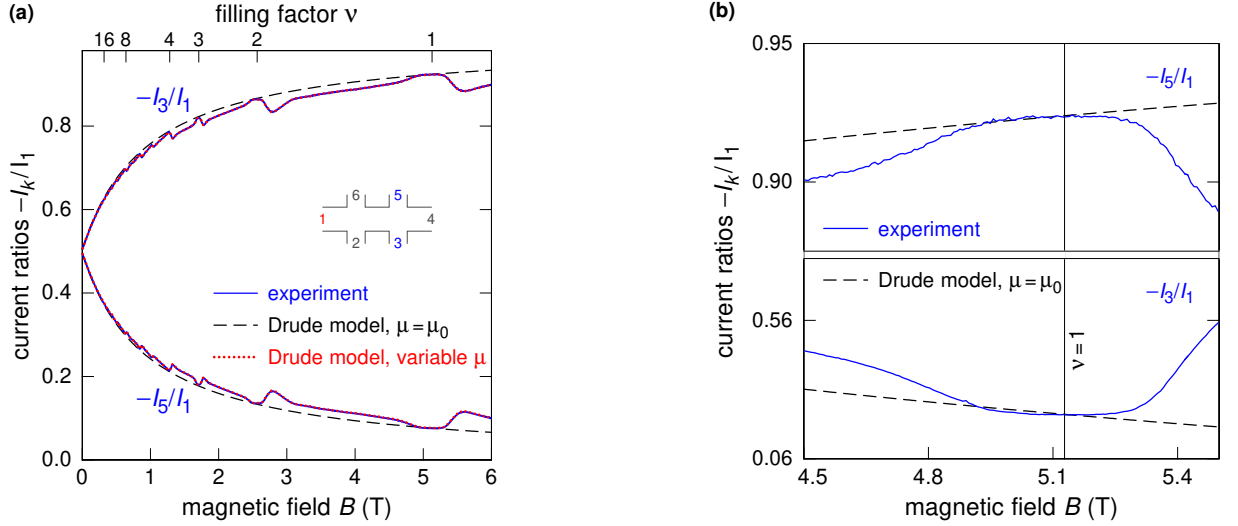 (a)
filling factor ν
16 8 4 3 2 1
current ratios −Iₖ/I₁
0.8
0.6
0.4
0.2
0.0
−I₃/I₁
6 5
1 4
2 3
experiment
Drude model, μ = μ₀
Drude model, variable μ
−I₅/I₁
0 1 2 3 4 5 6
magnetic field B (T)
(b)
current ratios −Iₖ/I₁
0.95
0.90
−I₅/I₁
experiment
current ratios −Iₖ/I₁
0.56
0.06
Drude model, μ = μ₀
−I₃/I₁
ν = 1
4.5 4.8 5.1 5.4
magnetic field B (T)